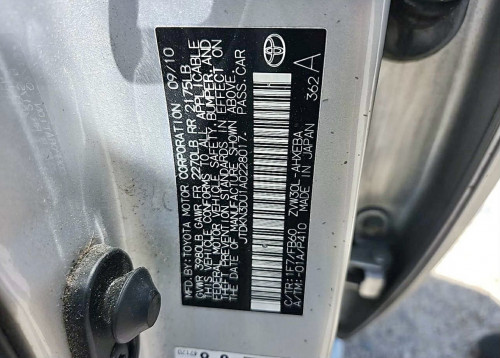 MFD. BY: TOYOTA MOTOR CORPORATION 09/10
GVWR 3980LB GAWR FR 2270LB RR 2175LB
THIS VEHICLE CONFORMS TO ALL APPLICABLE
FEDERAL MOTOR VEHICLE SAFETY, BUMPER, AND
THEFT PREVENTION STANDARDS IN EFFECT ON
THE DATE OF MANUFACTURE SHOWN ABOVE.
JTDKN3DU1A0228017 PASS.CAR
C/TR:1F7/FB60 ZVW30L-AHXEBA
A/TM:-01A/P410 MADE IN JAPAN
362 A